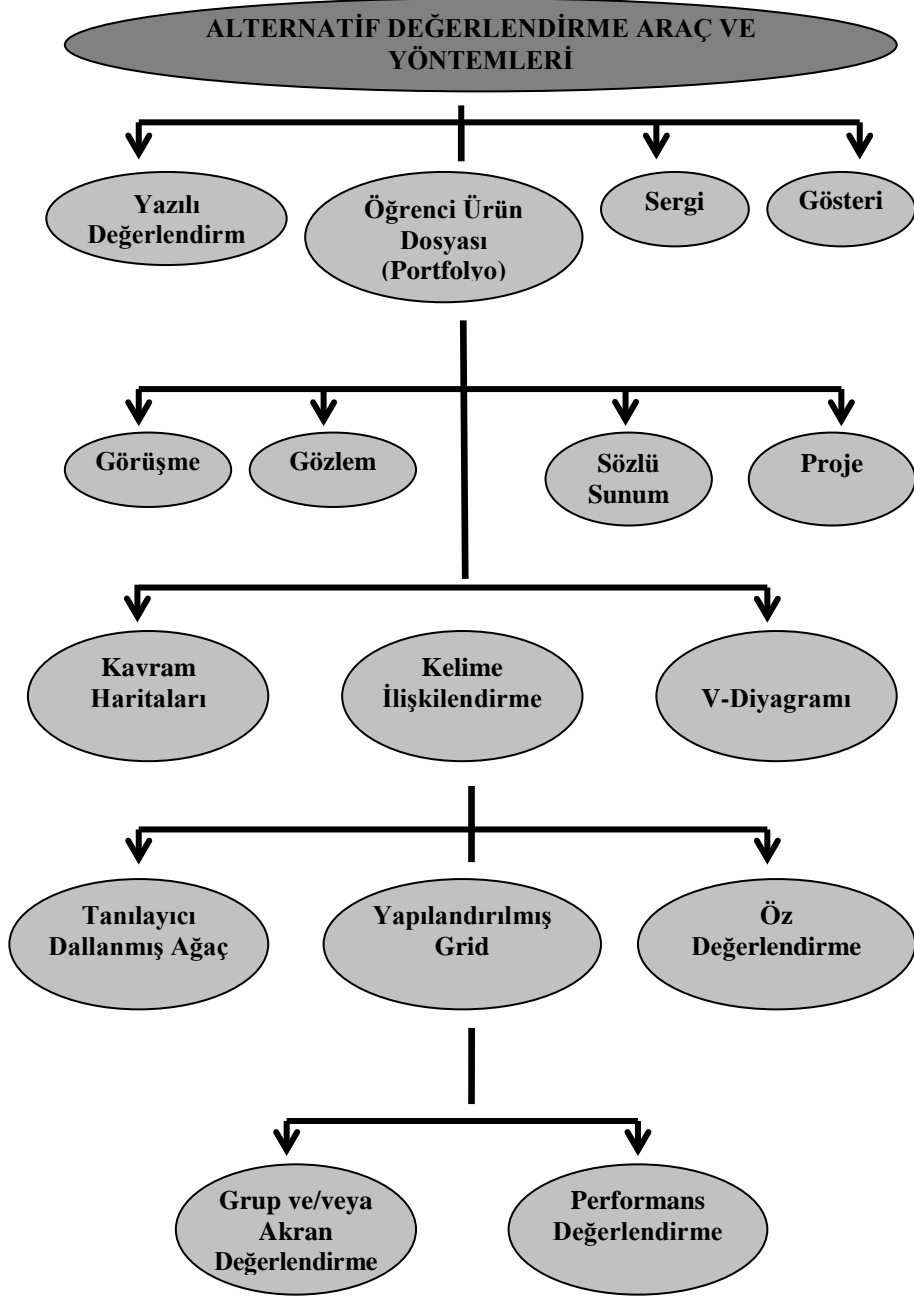 ALTERNATİF DEĞERLENDİRME ARAÇ VE
YÖNTEMLERİ
Yazılı
Değerlendirm
Öğrenci Ürün
Dosyası
(Portfolyo)
Sergi
Gösteri
Görüşme
Gözlem
Sözlü
Sunum
Proje
Kavram
Haritaları
Kelime
İlişkilendirme
V-Diyagramı
Tanılayıcı
Dallanmış Ağaç
Yapılandırılmış
Grid
Öz
Değerlendirme
Grup ve/veya
Akran
Değerlendirme
Performans
Değerlendirme